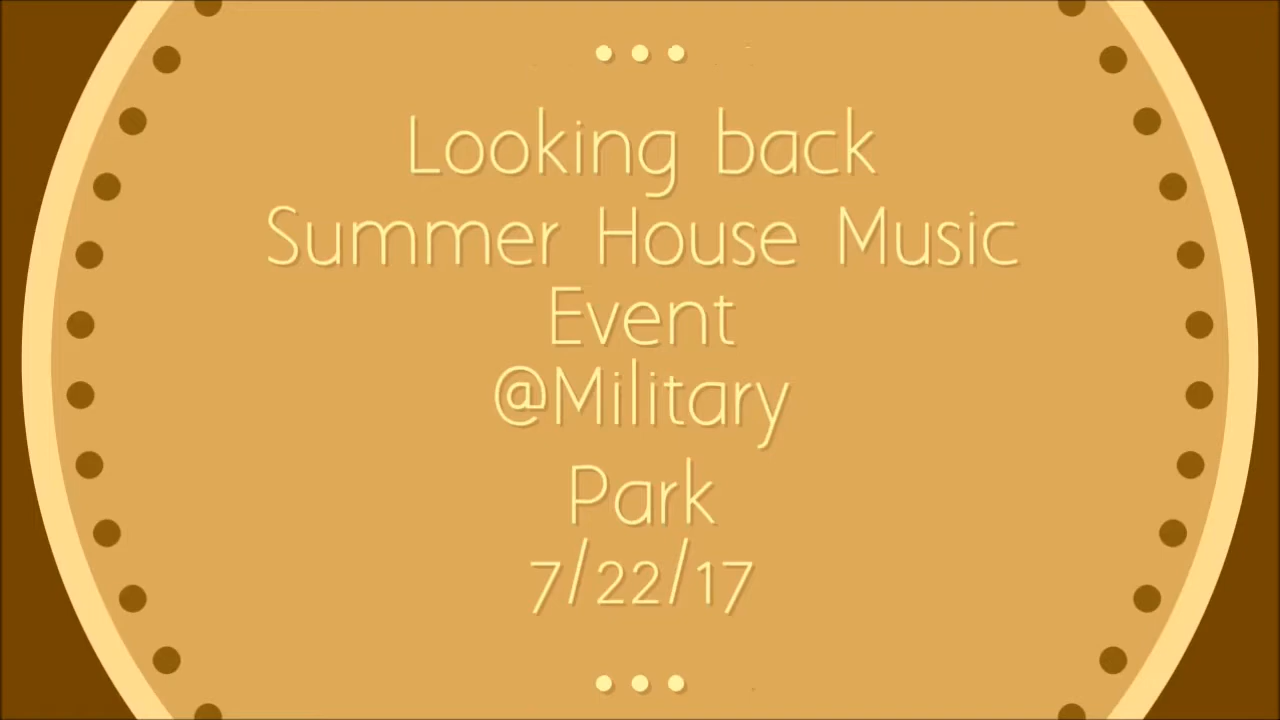 Looking back
Summer House Music
Event
@Military
Park
7/22/17